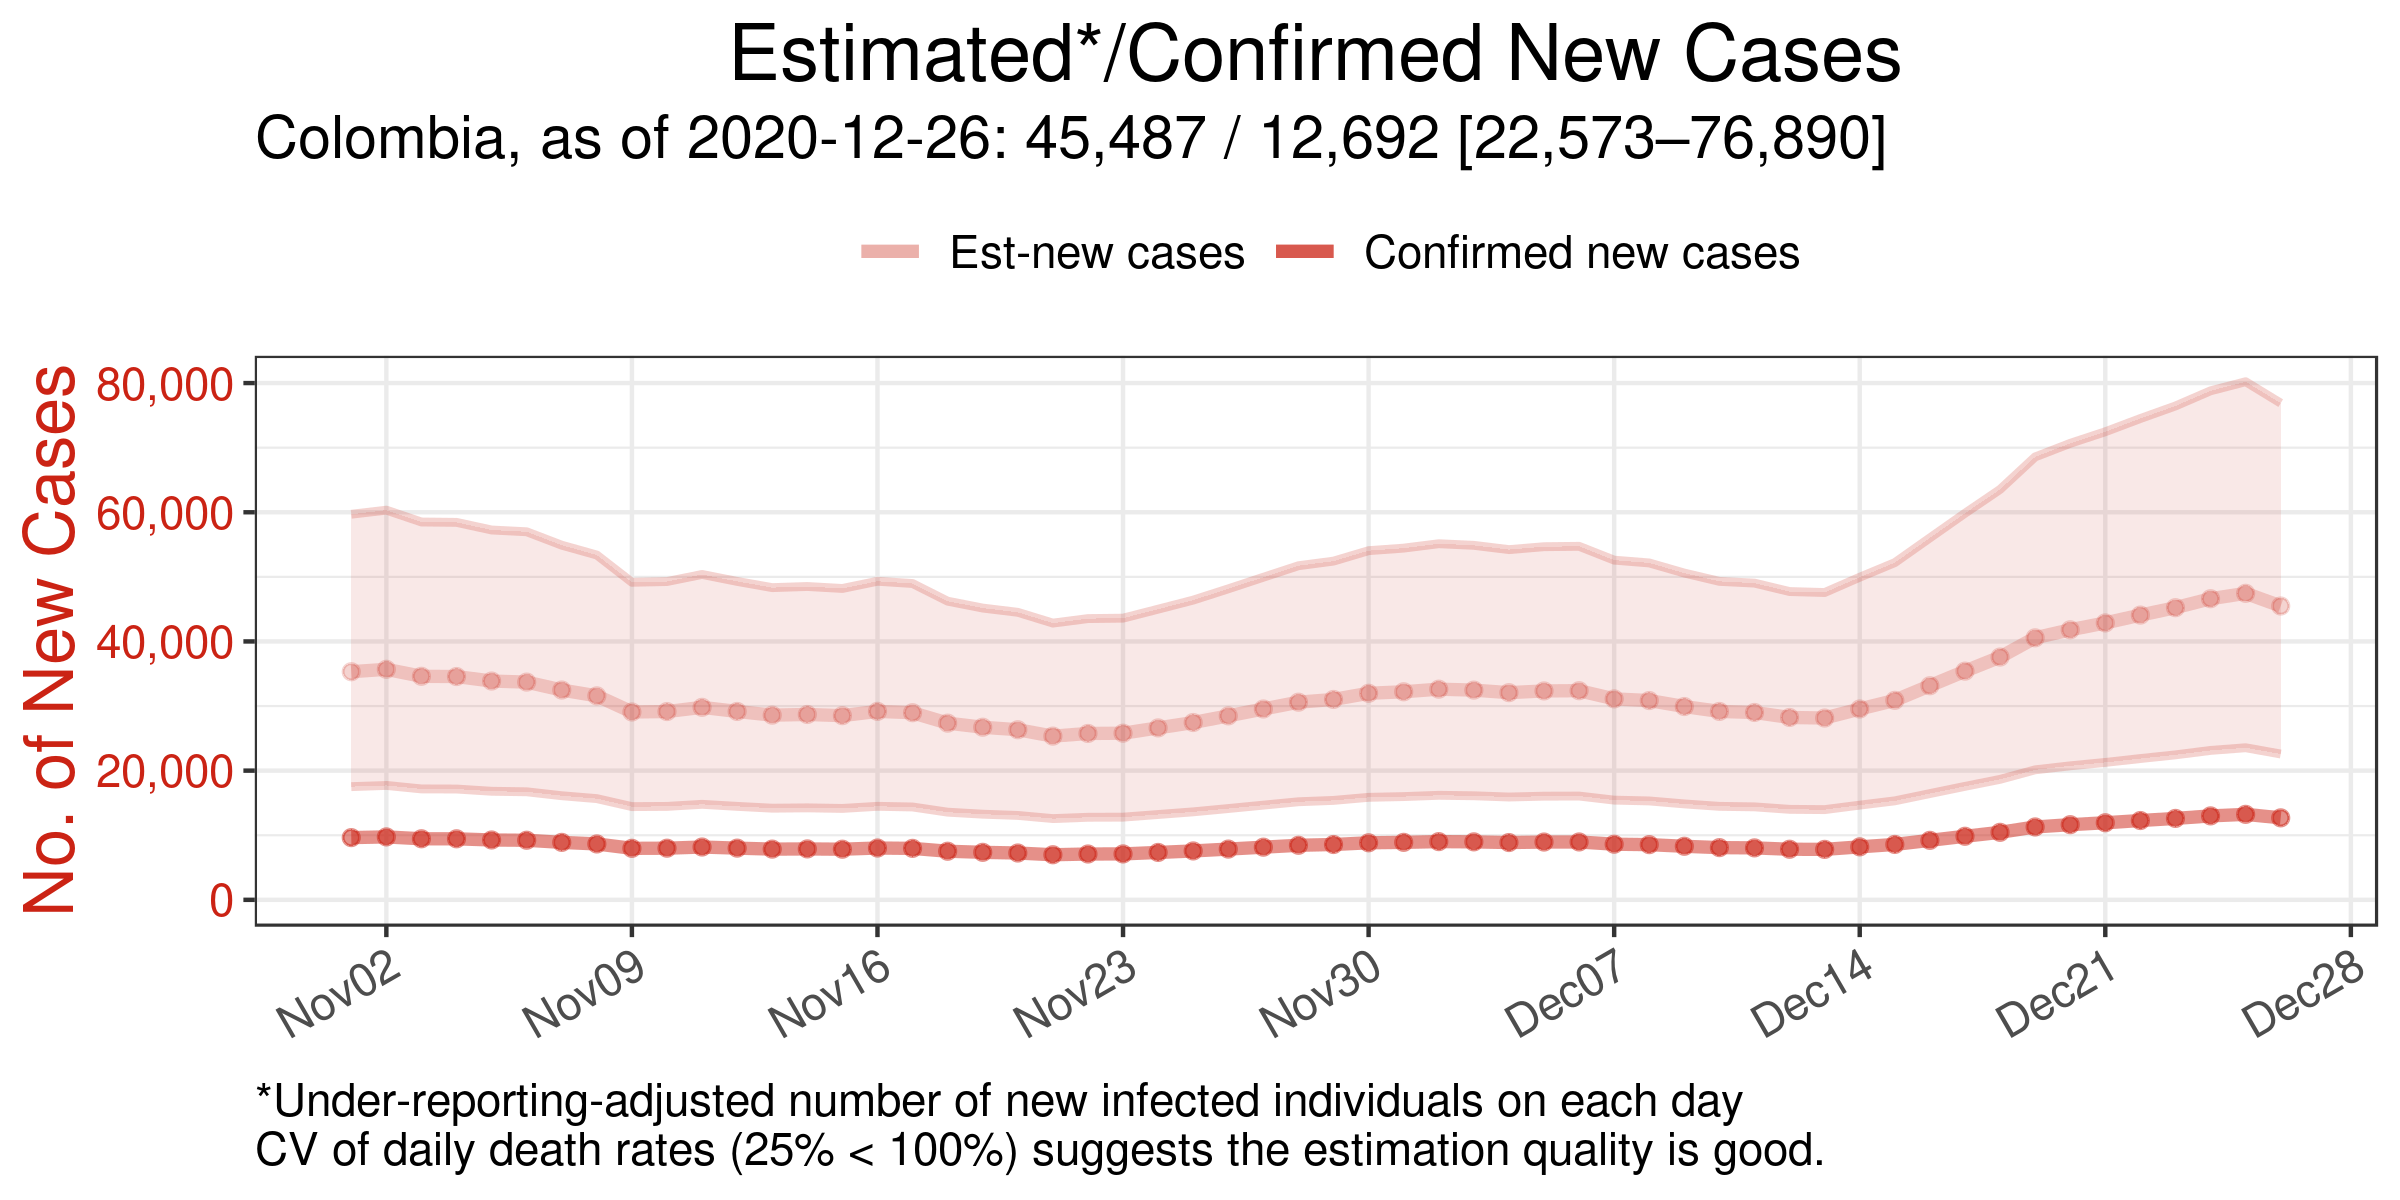 Estimated*/Confirmed New Cases
Colombia, as of 2020-12-26: 45,487 / 12,692 [22,573–76,890]
Est-new cases Confirmed new cases
No. of New Cases
80,000
60,000
40,000
20,000
0
Nov02 Nov09 Nov16 Nov23 Nov30 Dec07 Dec14 Dec21 Dec28
*Under-reporting-adjusted number of new infected individuals on each day
CV of daily death rates (25% < 100%) suggests the estimation quality is good.